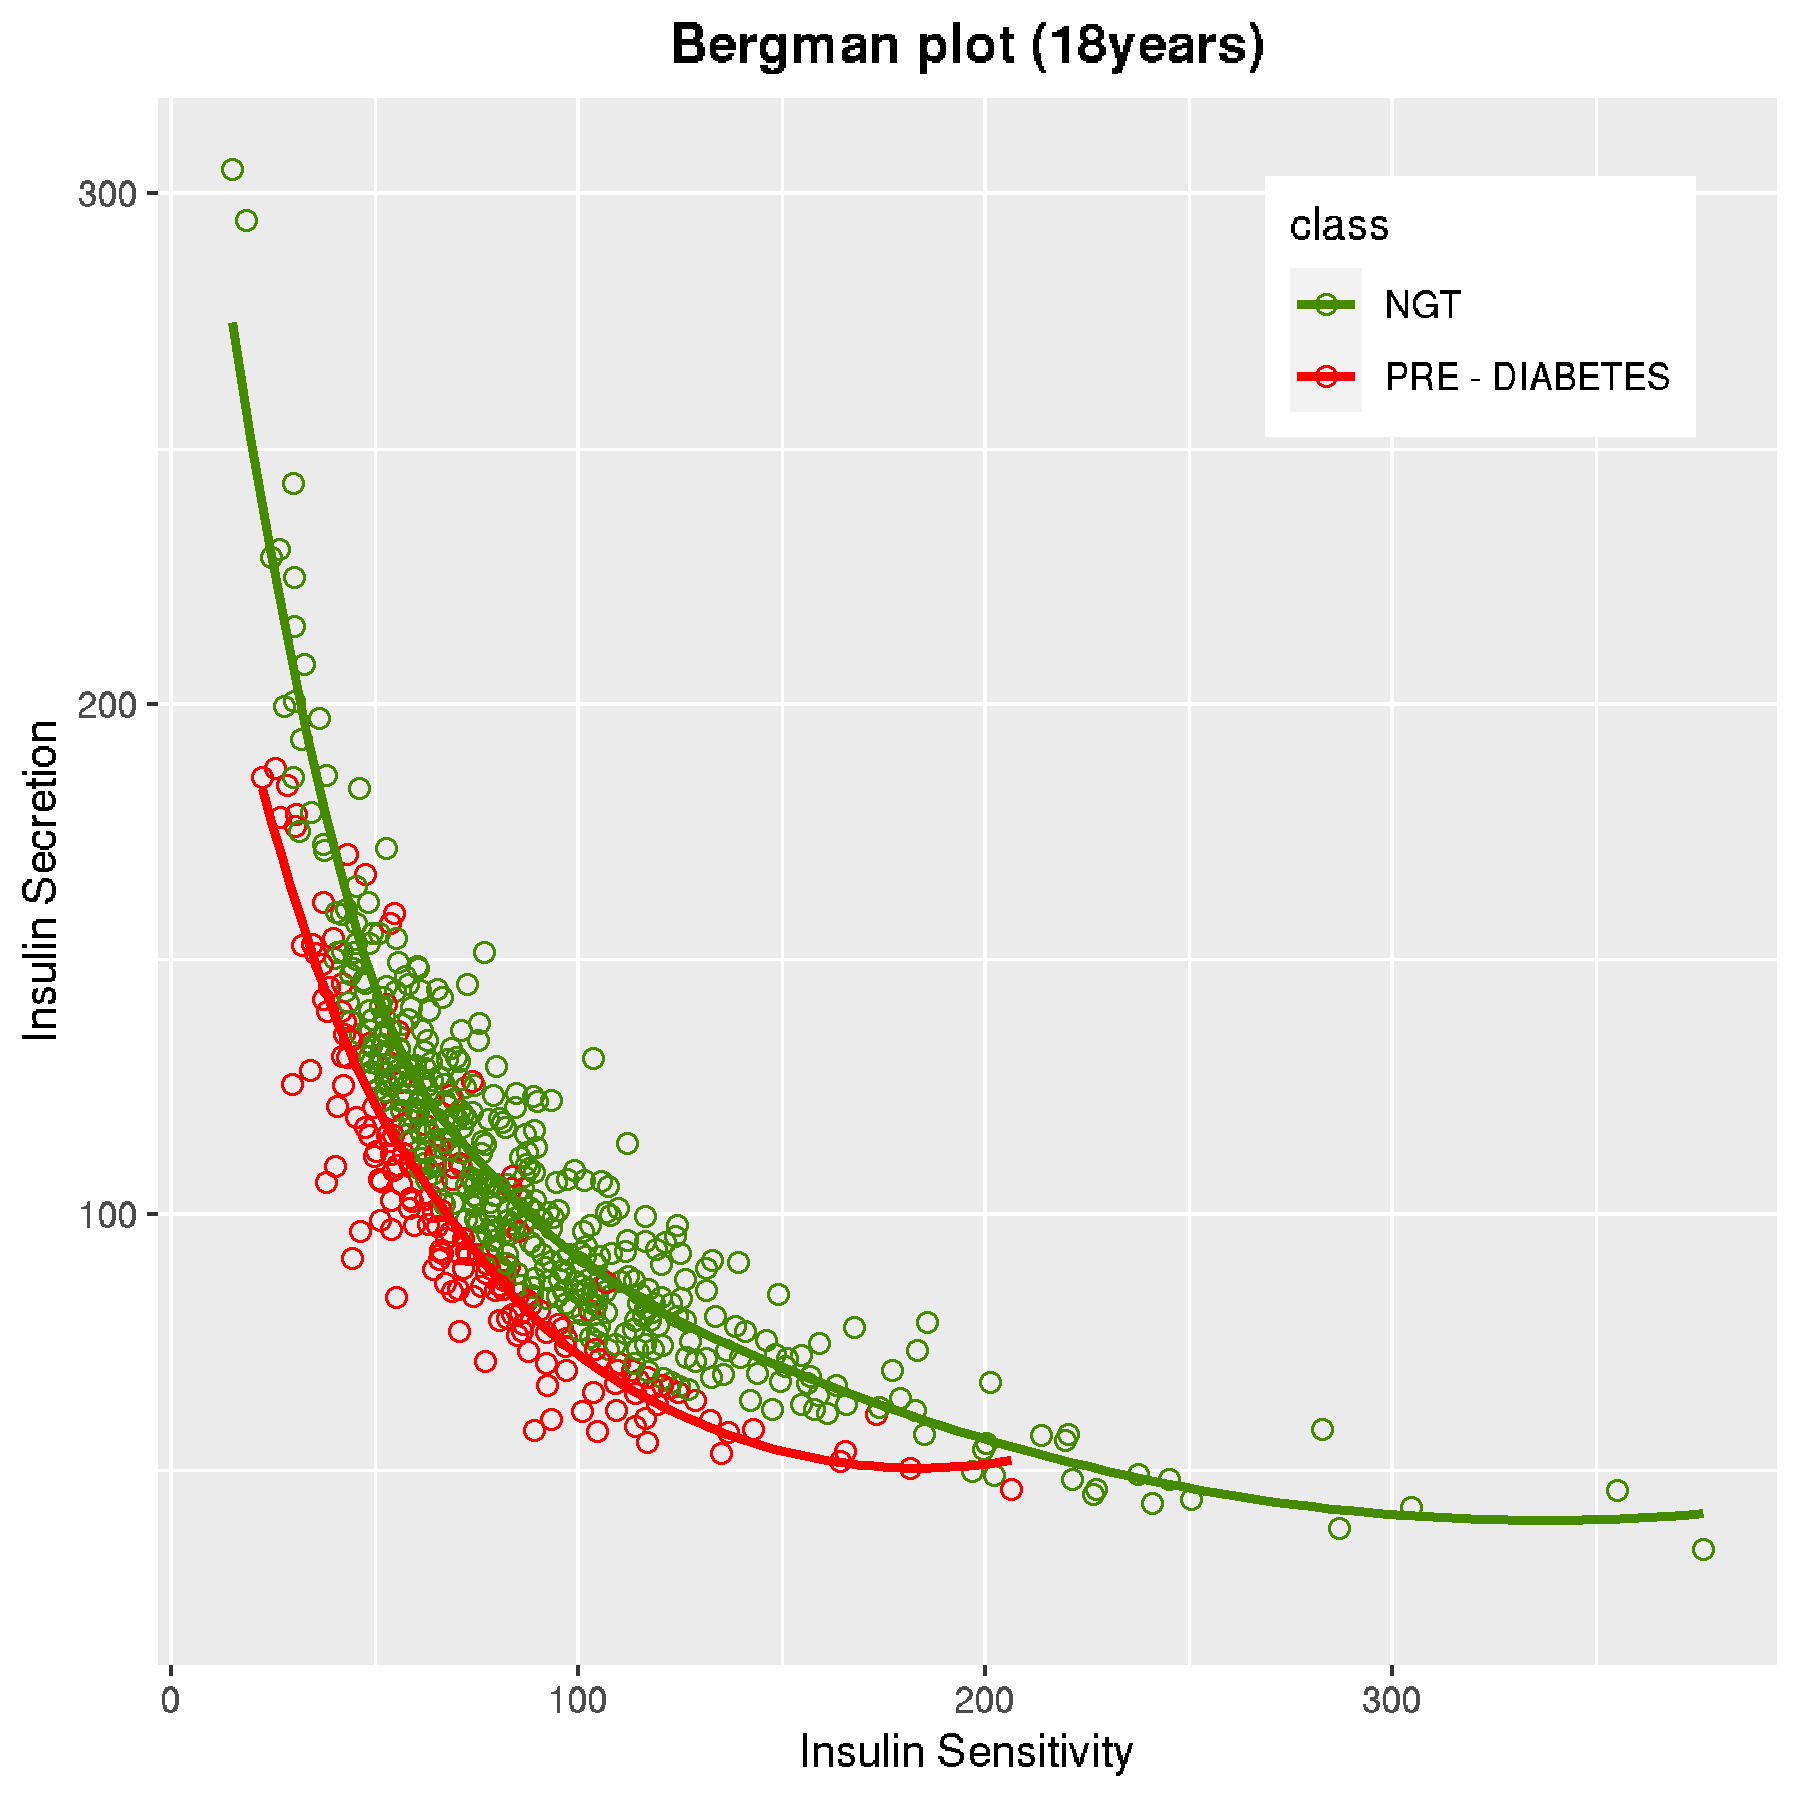 Bergman plot (18years)
300
200
100
Insulin Secretion
class
NGT
PRE - DIABETES
0
100
200
300
Insulin Sensitivity